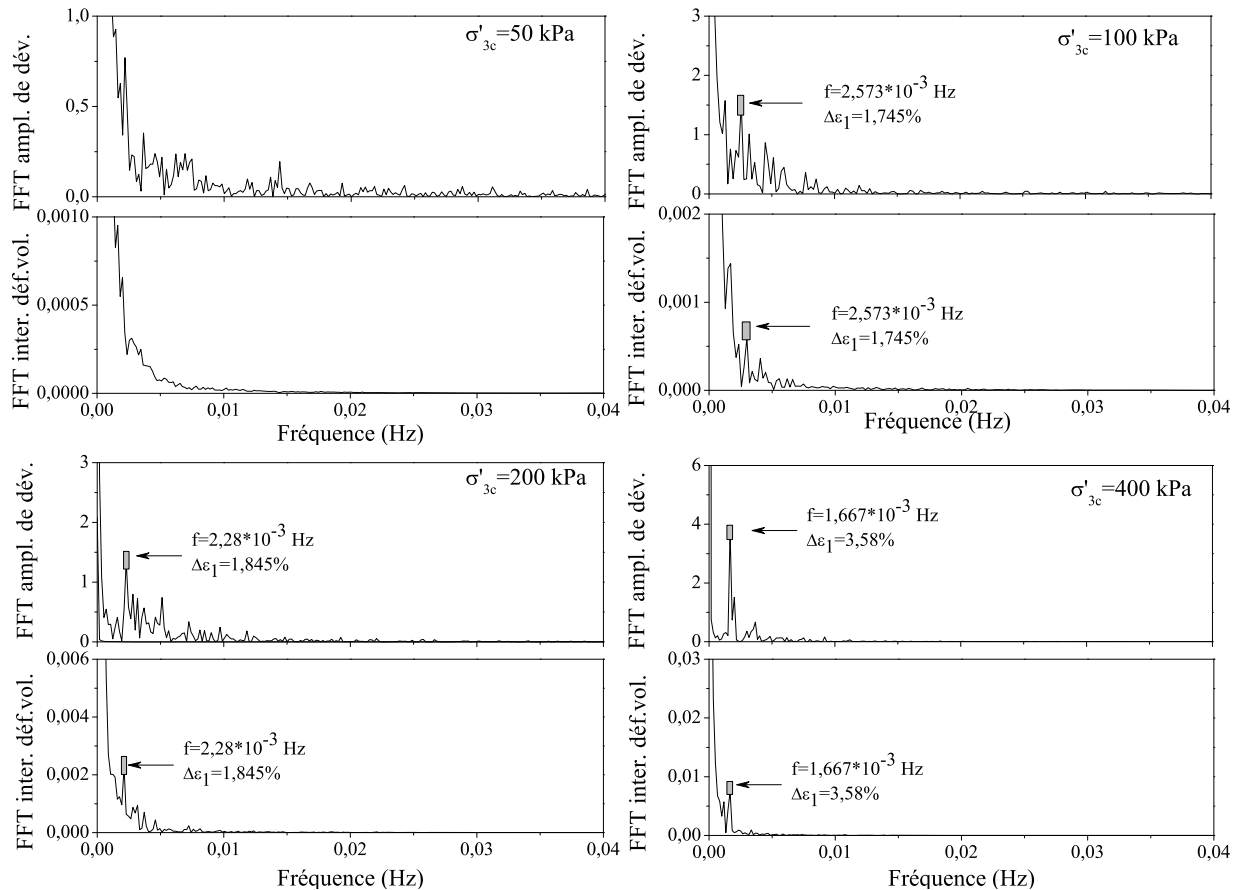 σ'3c=50 kPa
FFT ampl. de dév.
1,0
0,5
0,0
FFT inter. déf.vol.
0,0010
0,0005
0,0000
0,00 0,01 0,02 0,03 0,04
Fréquence (Hz)
σ'3c=100 kPa
FFT ampl. de dév.
3
2
1
0
f=2,573*10-3 Hz
Δε1=1,745%
FFT inter. déf.vol.
0,002
0,001
0,000
f=2,573*10-3 Hz
Δε1=1,745%
0,00 0,01 0,02 0,03 0,04
Fréquence (Hz)
σ'3c=200 kPa
FFT ampl. de dév.
3
2
1
0
f=2,28*10-3 Hz
Δε1=1,845%
FFT inter. déf.vol.
0,006
0,004
0,002
0,000
f=2,28*10-3 Hz
Δε1=1,845%
0,00 0,01 0,02 0,03 0,04
Fréquence (Hz)
σ'3c=400 kPa
FFT ampl. de dév.
6
4
2
0
f=1,667*10-3 Hz
Δε1=3,58%
FFT inter. déf.vol.
0,03
0,02
0,01
0,00
f=1,667*10-3 Hz
Δε1=3,58%
0,00 0,01 0,02 0,03 0,04
Fréquence (Hz)